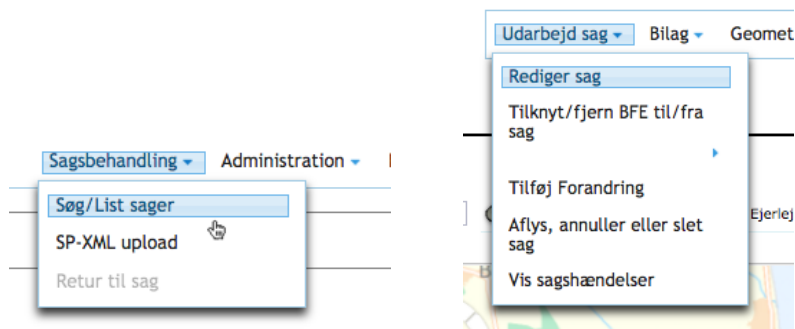 Sagsbehandling
Administration
Søg/List sager
SP-XML upload
Retur til sag
Udarbejd sag
Bilag
Geomet
Rediger sag
Tilknyt/fjern BFE til/fra
sag
Tilføj Forandring
Aflys, annuller eller slet
sag
Vis sagshændelser
Ejerlej